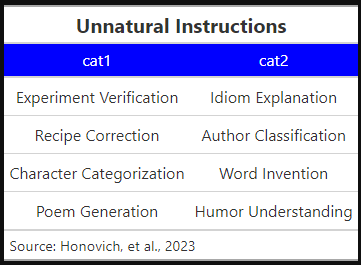 Unnatural Instructions
cat1 cat2
Experiment Verification Idiom Explanation
Recipe Correction Author Classification
Character Categorization Word Invention
Poem Generation Humor Understanding
Source: Honovich, et al., 2023